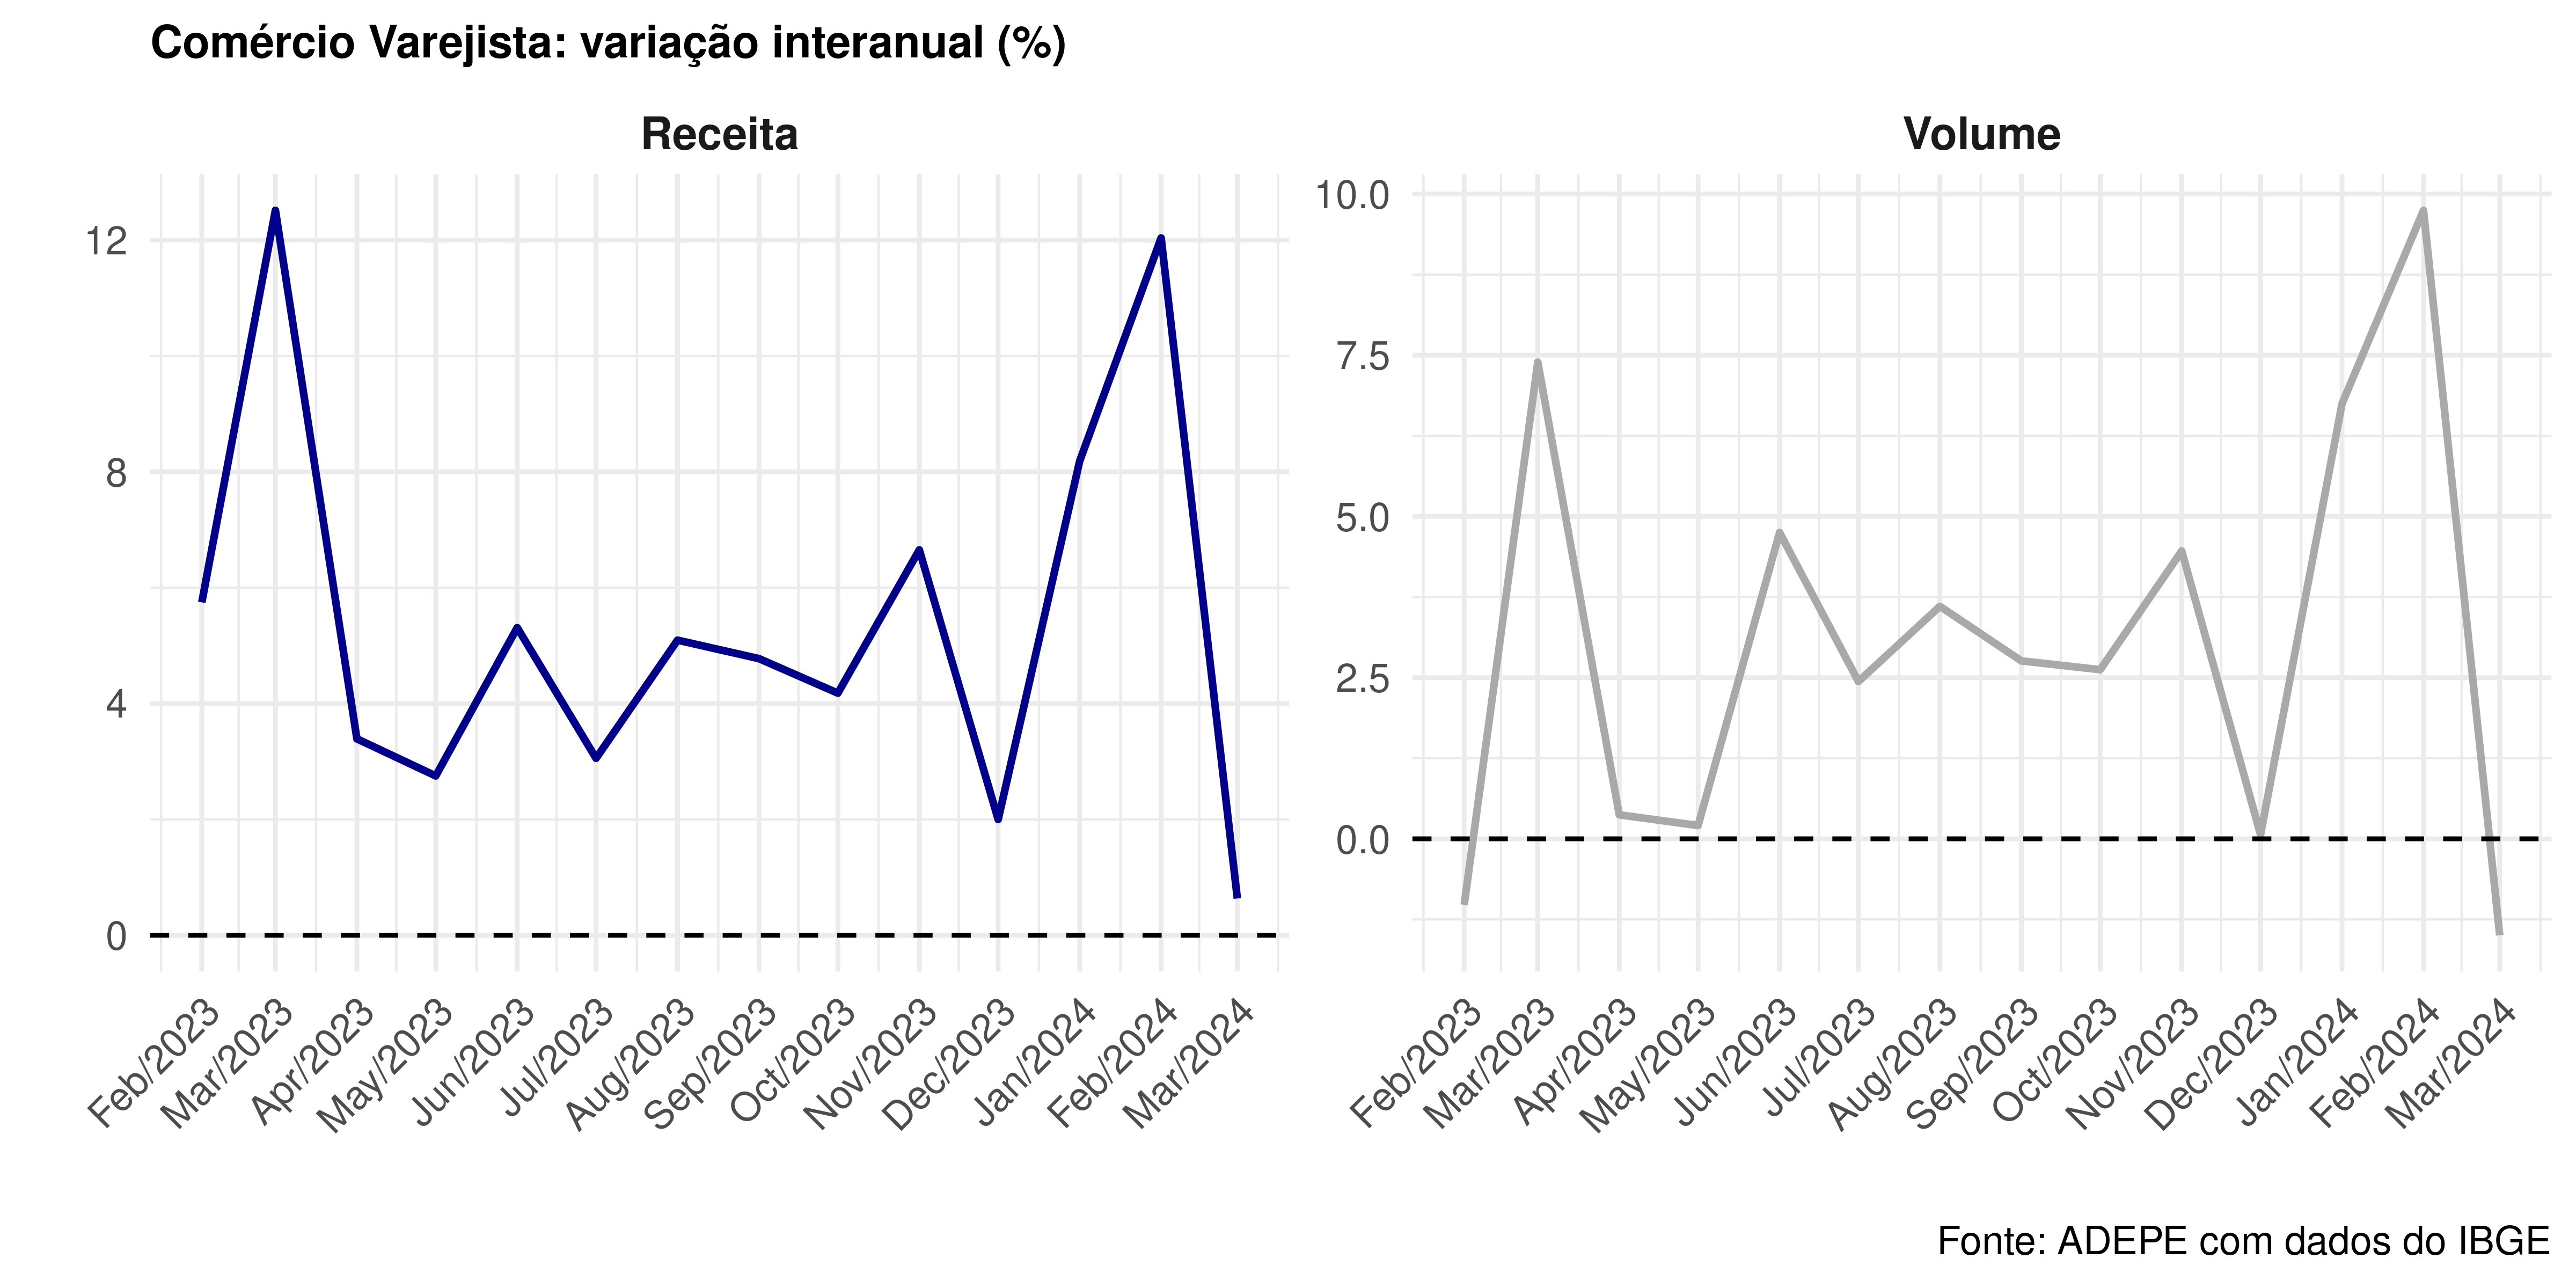 Comércio Varejista: variação interanual (%)
Receita
12
8
4
0
Feb/2023
Mar/2023
Apr/2023
May/2023
Jun/2023
Jul/2023
Aug/2023
Sep/2023
Oct/2023
Nov/2023
Dec/2023
Jan/2024
Feb/2024
Mar/2024
Volume
10.0
7.5
5.0
2.5
0.0
Feb/2023
Mar/2023
Apr/2023
May/2023
Jun/2023
Jul/2023
Aug/2023
Sep/2023
Oct/2023
Nov/2023
Dec/2023
Jan/2024
Feb/2024
Mar/2024
Fonte: ADEPE com dados do IBGE